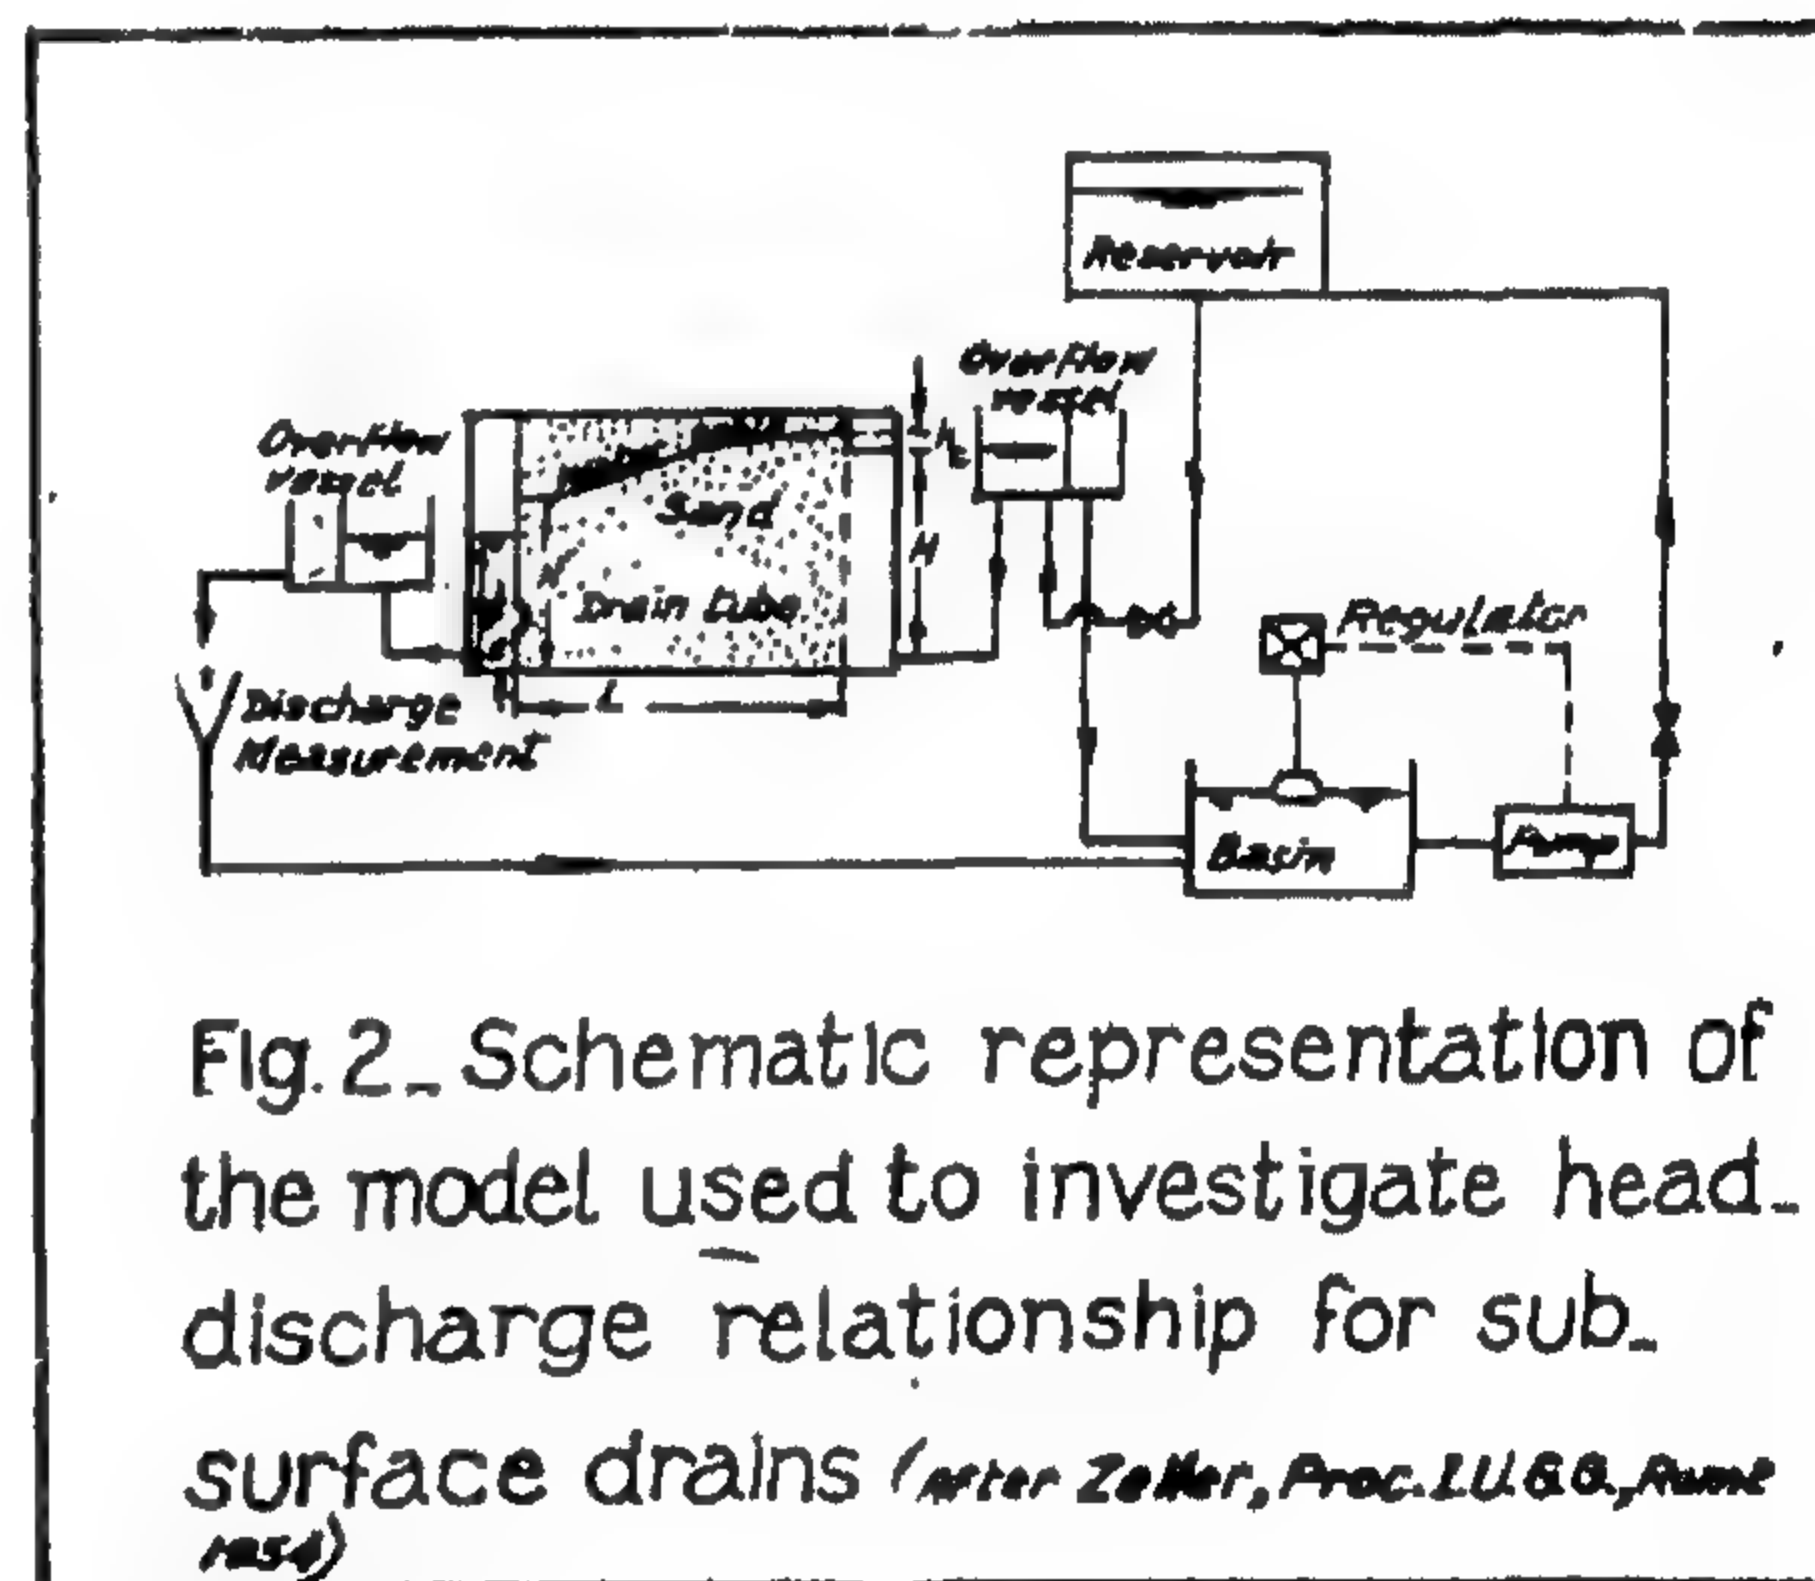 Reservoir
Overflow
vessel
Overflow
vessel
Sand
H
Drain tube
Regulator
L
Discharge
Measurement
Basin
Pump
Fig. 2_ Schematic representation of
the model used to investigate head_
discharge relationship for sub_
surface drains (After Zeller, Proc. I.U.G.G., Rome
1954)